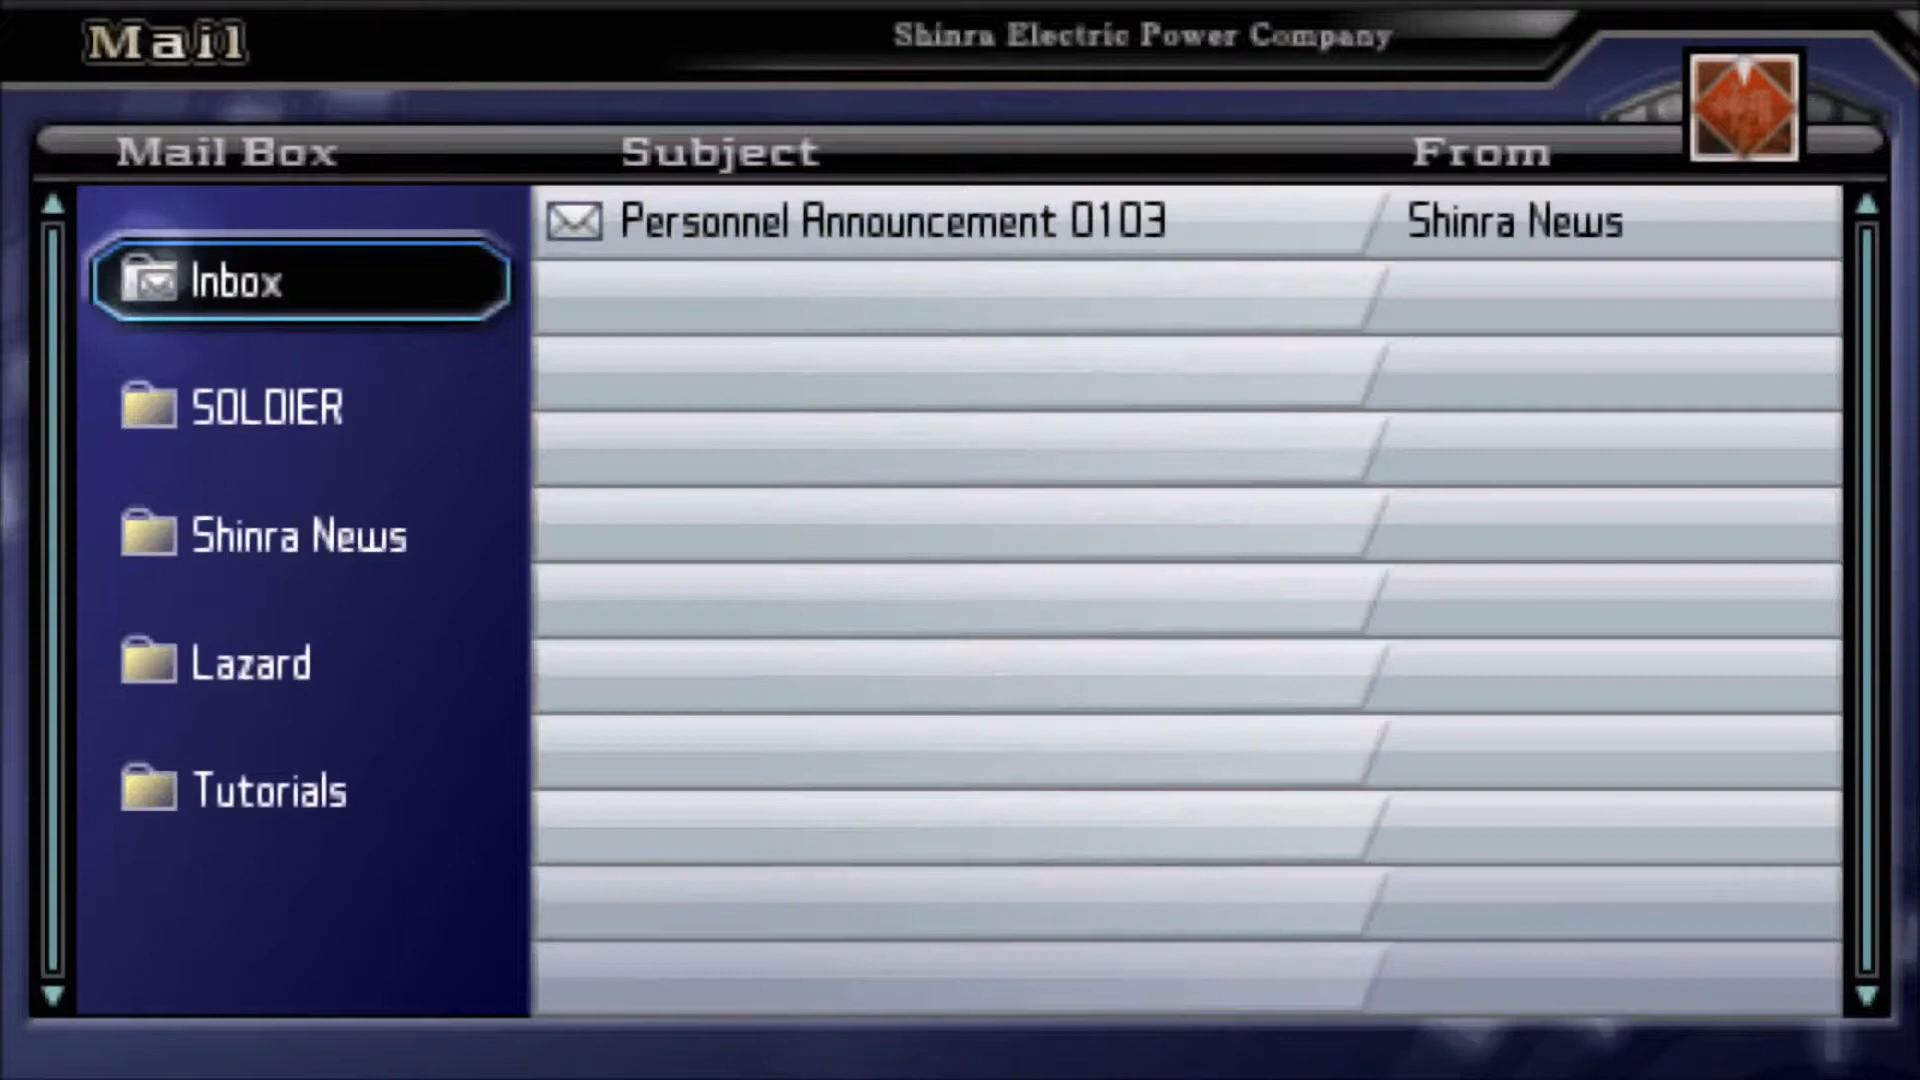 Mail
Shinra Electric Power Company
Mail Box
Subject
From
Inbox
SOLDIER
Shinra News
Lazard
Tutorials
Personnel Announcement 0103
Shinra News